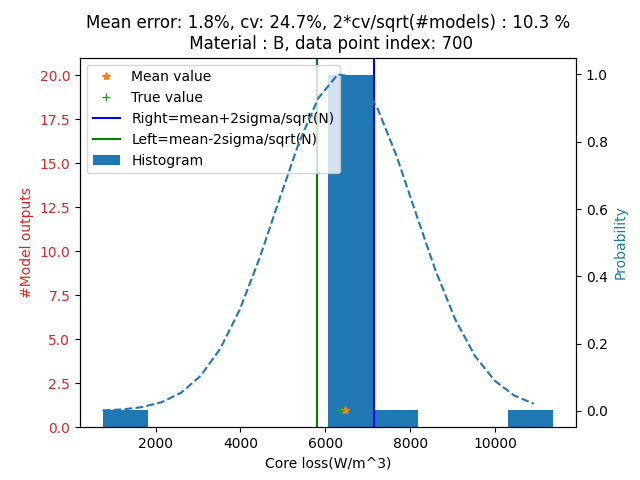 Mean error: 1.8%, cv: 24.7%, 2*cv/sqrt(#models) : 10.3 %
Material : B, data point index: 700
Mean value
True value
Right=mean+2sigma/sqrt(N)
Left=mean-2sigma/sqrt(N)
Histogram
#Model outputs
20.0
17.5
15.0
12.5
10.0
7.5
5.0
2.5
0.0
1.0
0.8
0.6
0.4
0.2
0.0
Probability
2000 4000 6000 8000 10000
Core loss(W/m^3)